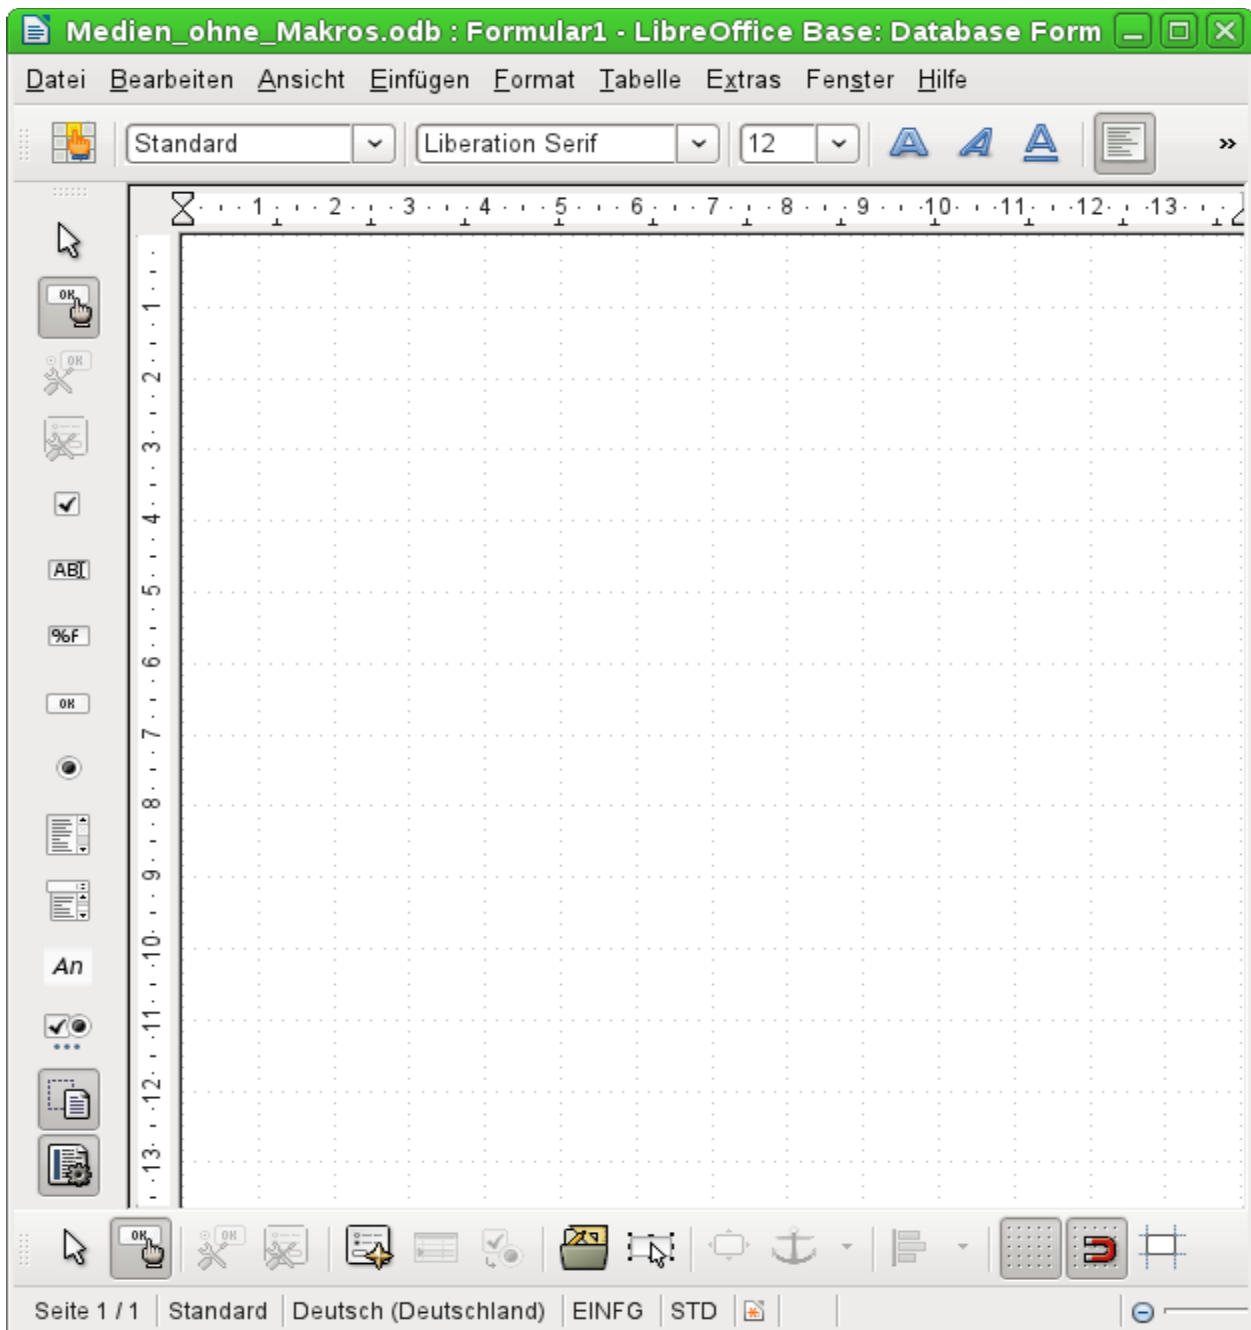 Medien_ohne_Makros.odb : Formular1 - LibreOffice Base: Database Form
Datei Bearbeiten Ansicht Einfügen Format Tabelle Extras Fenster Hilfe
Standard Liberation Serif 12 A A A »
1 2 3 4 5 6 7 8 9 10 11 12 13
OK
OK
1
2
3
4
ABI
5
%F
6
OK
7
8
9
10
An
11
12
13
OK OK
Seite 1 / 1 Standard Deutsch (Deutschland) EINFG STD